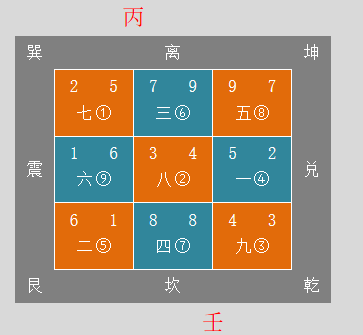 丙
巽 离 坤
2 5 7 9 9 7
七① 三⑥ 五⑧
1 6 3 4 5 2
震 六⑨ 八② 一④ 兑
6 1 8 8 4 3
二⑤ 四⑦ 九③
艮 坎 乾
壬